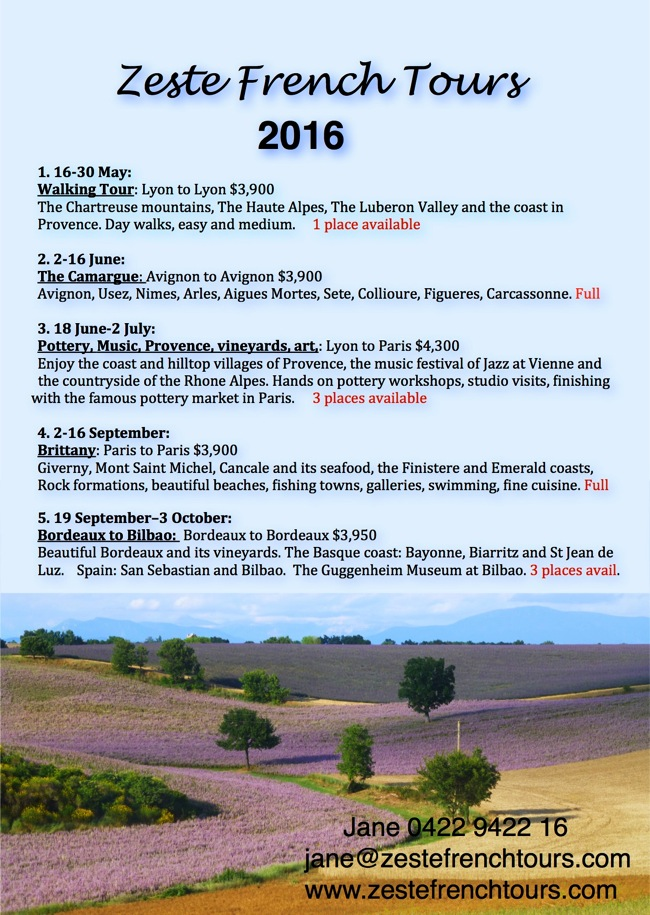 Zeste French Tours
2016
1. 16-30 May:
Walking Tour: Lyon to Lyon $3,900
The Chartreuse mountains, The Haute Alpes, The Luberon Valley and the coast in
Provence. Day walks, easy and medium. 1 place available
2. 2-16 June:
The Camargue: Avignon to Avignon $3,900
Avignon, Usez, Nimes, Arles, Aigues Mortes, Sete, Collioure, Figueres, Carcassonne. Full
3. 18 June-2 July:
Pottery, Music, Provence, vineyards, art,: Lyon to Paris $4,300
Enjoy the coast and hilltop villages of Provence, the music festival of Jazz at Vienne and
the countryside of the Rhone Alpes. Hands on pottery workshops, studio visits, finishing
with the famous pottery market in Paris. 3 places available
4. 2-16 September:
Brittany: Paris to Paris $3,900
Giverny, Mont Saint Michel, Cancale and its seafood, the Finistere and Emerald coasts,
Rock formations, beautiful beaches, fishing towns, galleries, swimming, fine cuisine. Full
5. 19 September–3 October:
Bordeaux to Bilbao: Bordeaux to Bordeaux $3,950
Beautiful Bordeaux and its vineyards. The Basque coast: Bayonne, Biarritz and St Jean de
Luz. Spain: San Sebastian and Bilbao. The Guggenheim Museum at Bilbao. 3 places avail.
Jane 0422 9422 16
jane@zestefrenchtours.com
www.zestefrenchtours.com